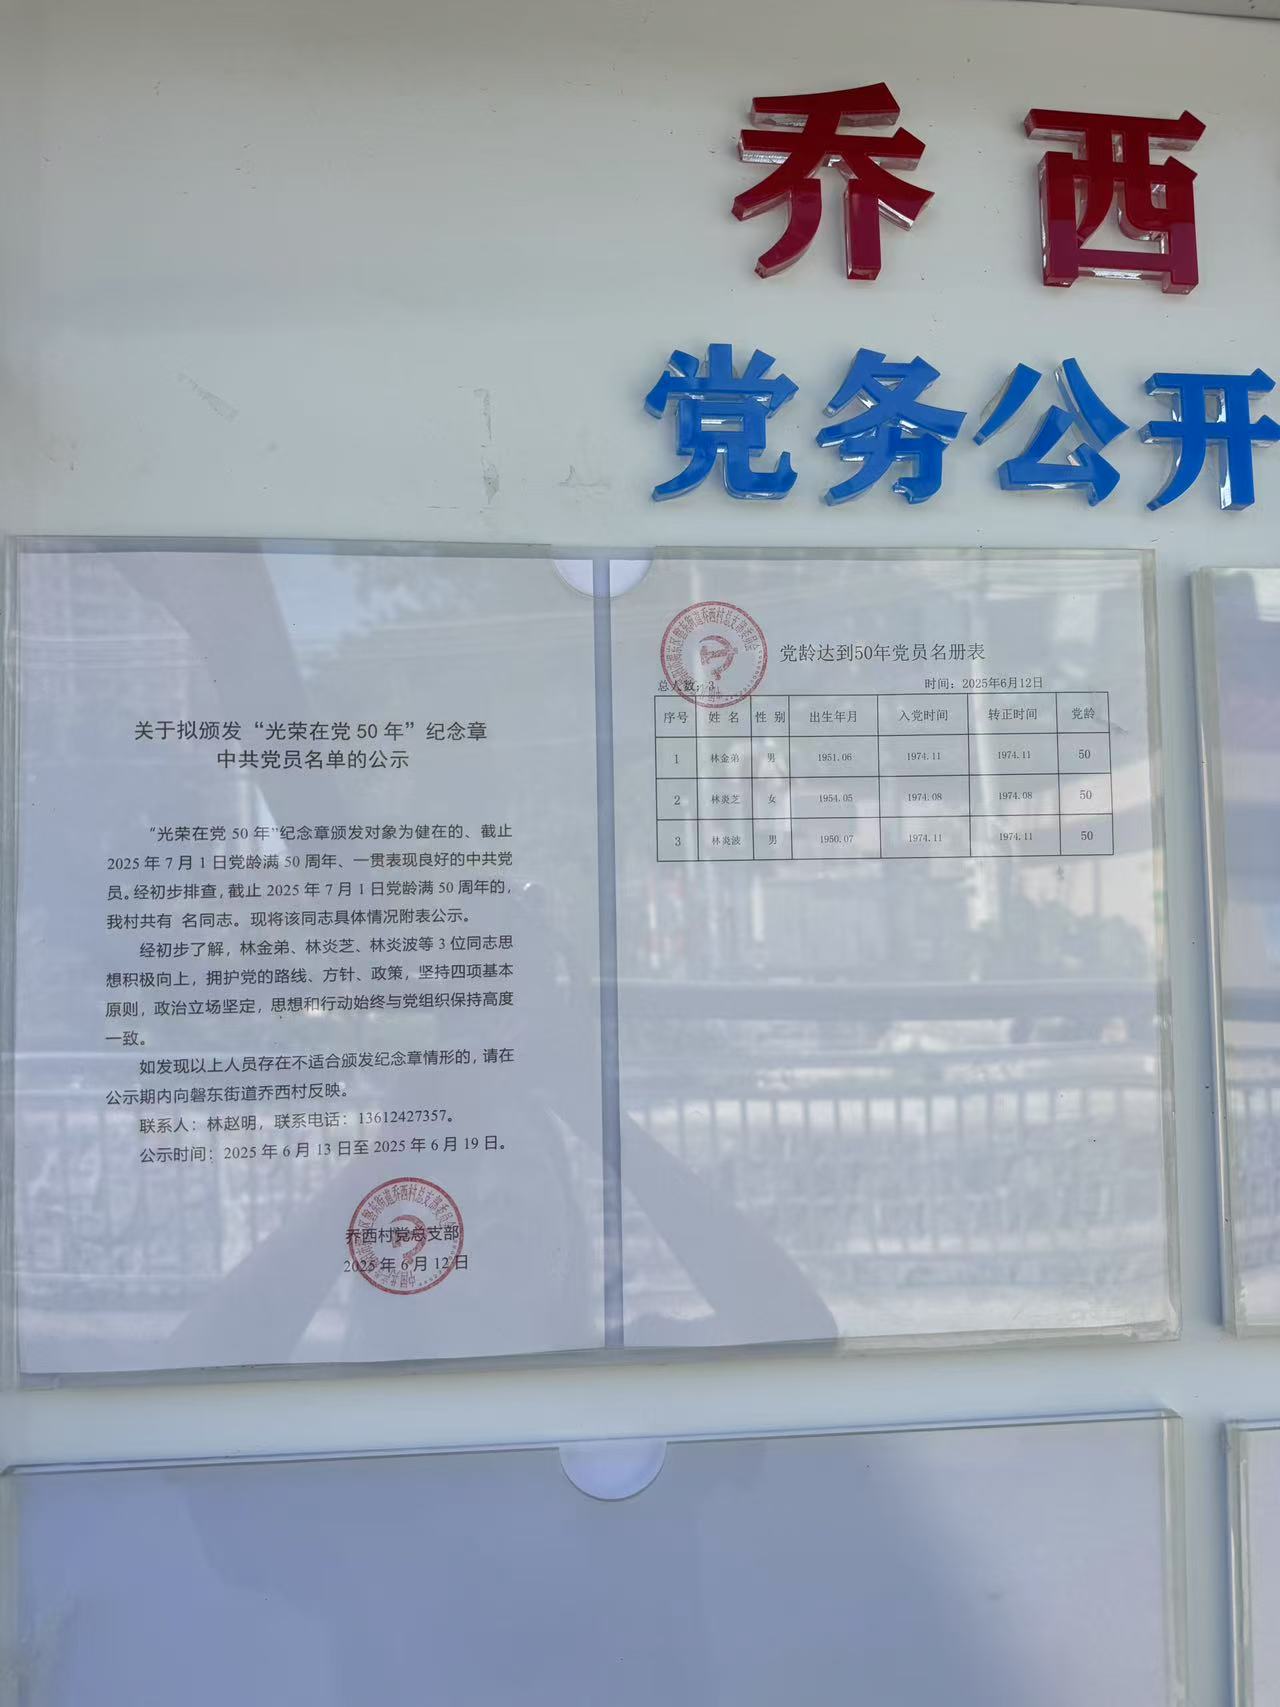 乔西
党务公开
关于拟颁发“光荣在党50年”纪念章
中共党员名单的公示
“光荣在党50年”纪念章颁发对象为健在的、截止
2025年7月1日党龄满50周年、一贯表现良好的中共党
员。经初步排查，截止2025年7月1日党龄满50周年的，
我村共有 名同志。现将该同志具体情况附表公示。
经初步了解，林金弟、林炎芝、林炎波等3位同志思
想积极向上，拥护党的路线、方针、政策，坚持四项基本
原则，政治立场坚定，思想和行动始终与党组织保持高度
一致。
如发现以上人员存在不适合颁发纪念章情形的，请在
公示期内向磐东街道乔西村反映。
联系人：林赵明，联系电话：13612427357。
公示时间：2025年6月13日至2025年6月19日。
乔西村党总支部
2025年6月12日
党龄达到50年党员名册表
总人数：3 时间：2025年6月12日
序号 姓名 性别 出生年月 入党时间 转正时间 党龄
1 林金弟 男 1951.06 1974.11 1974.11 50
2 林炎芝 女 1954.05 1974.08 1974.08 50
3 林炎波 男 1950.07 1974.11 1974.11 50